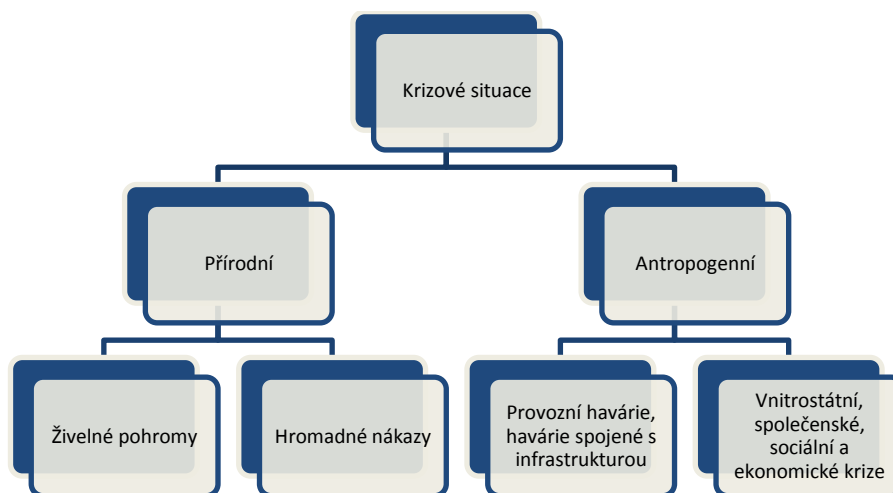 Krizové situace
Přírodní
Antropogenní
Živelné pohromy
Hromadné nákazy
Provozní havárie,
havárie spojené s
infrastrukturou
Vnitrostátní,
společenské,
sociální a
ekonomické krize